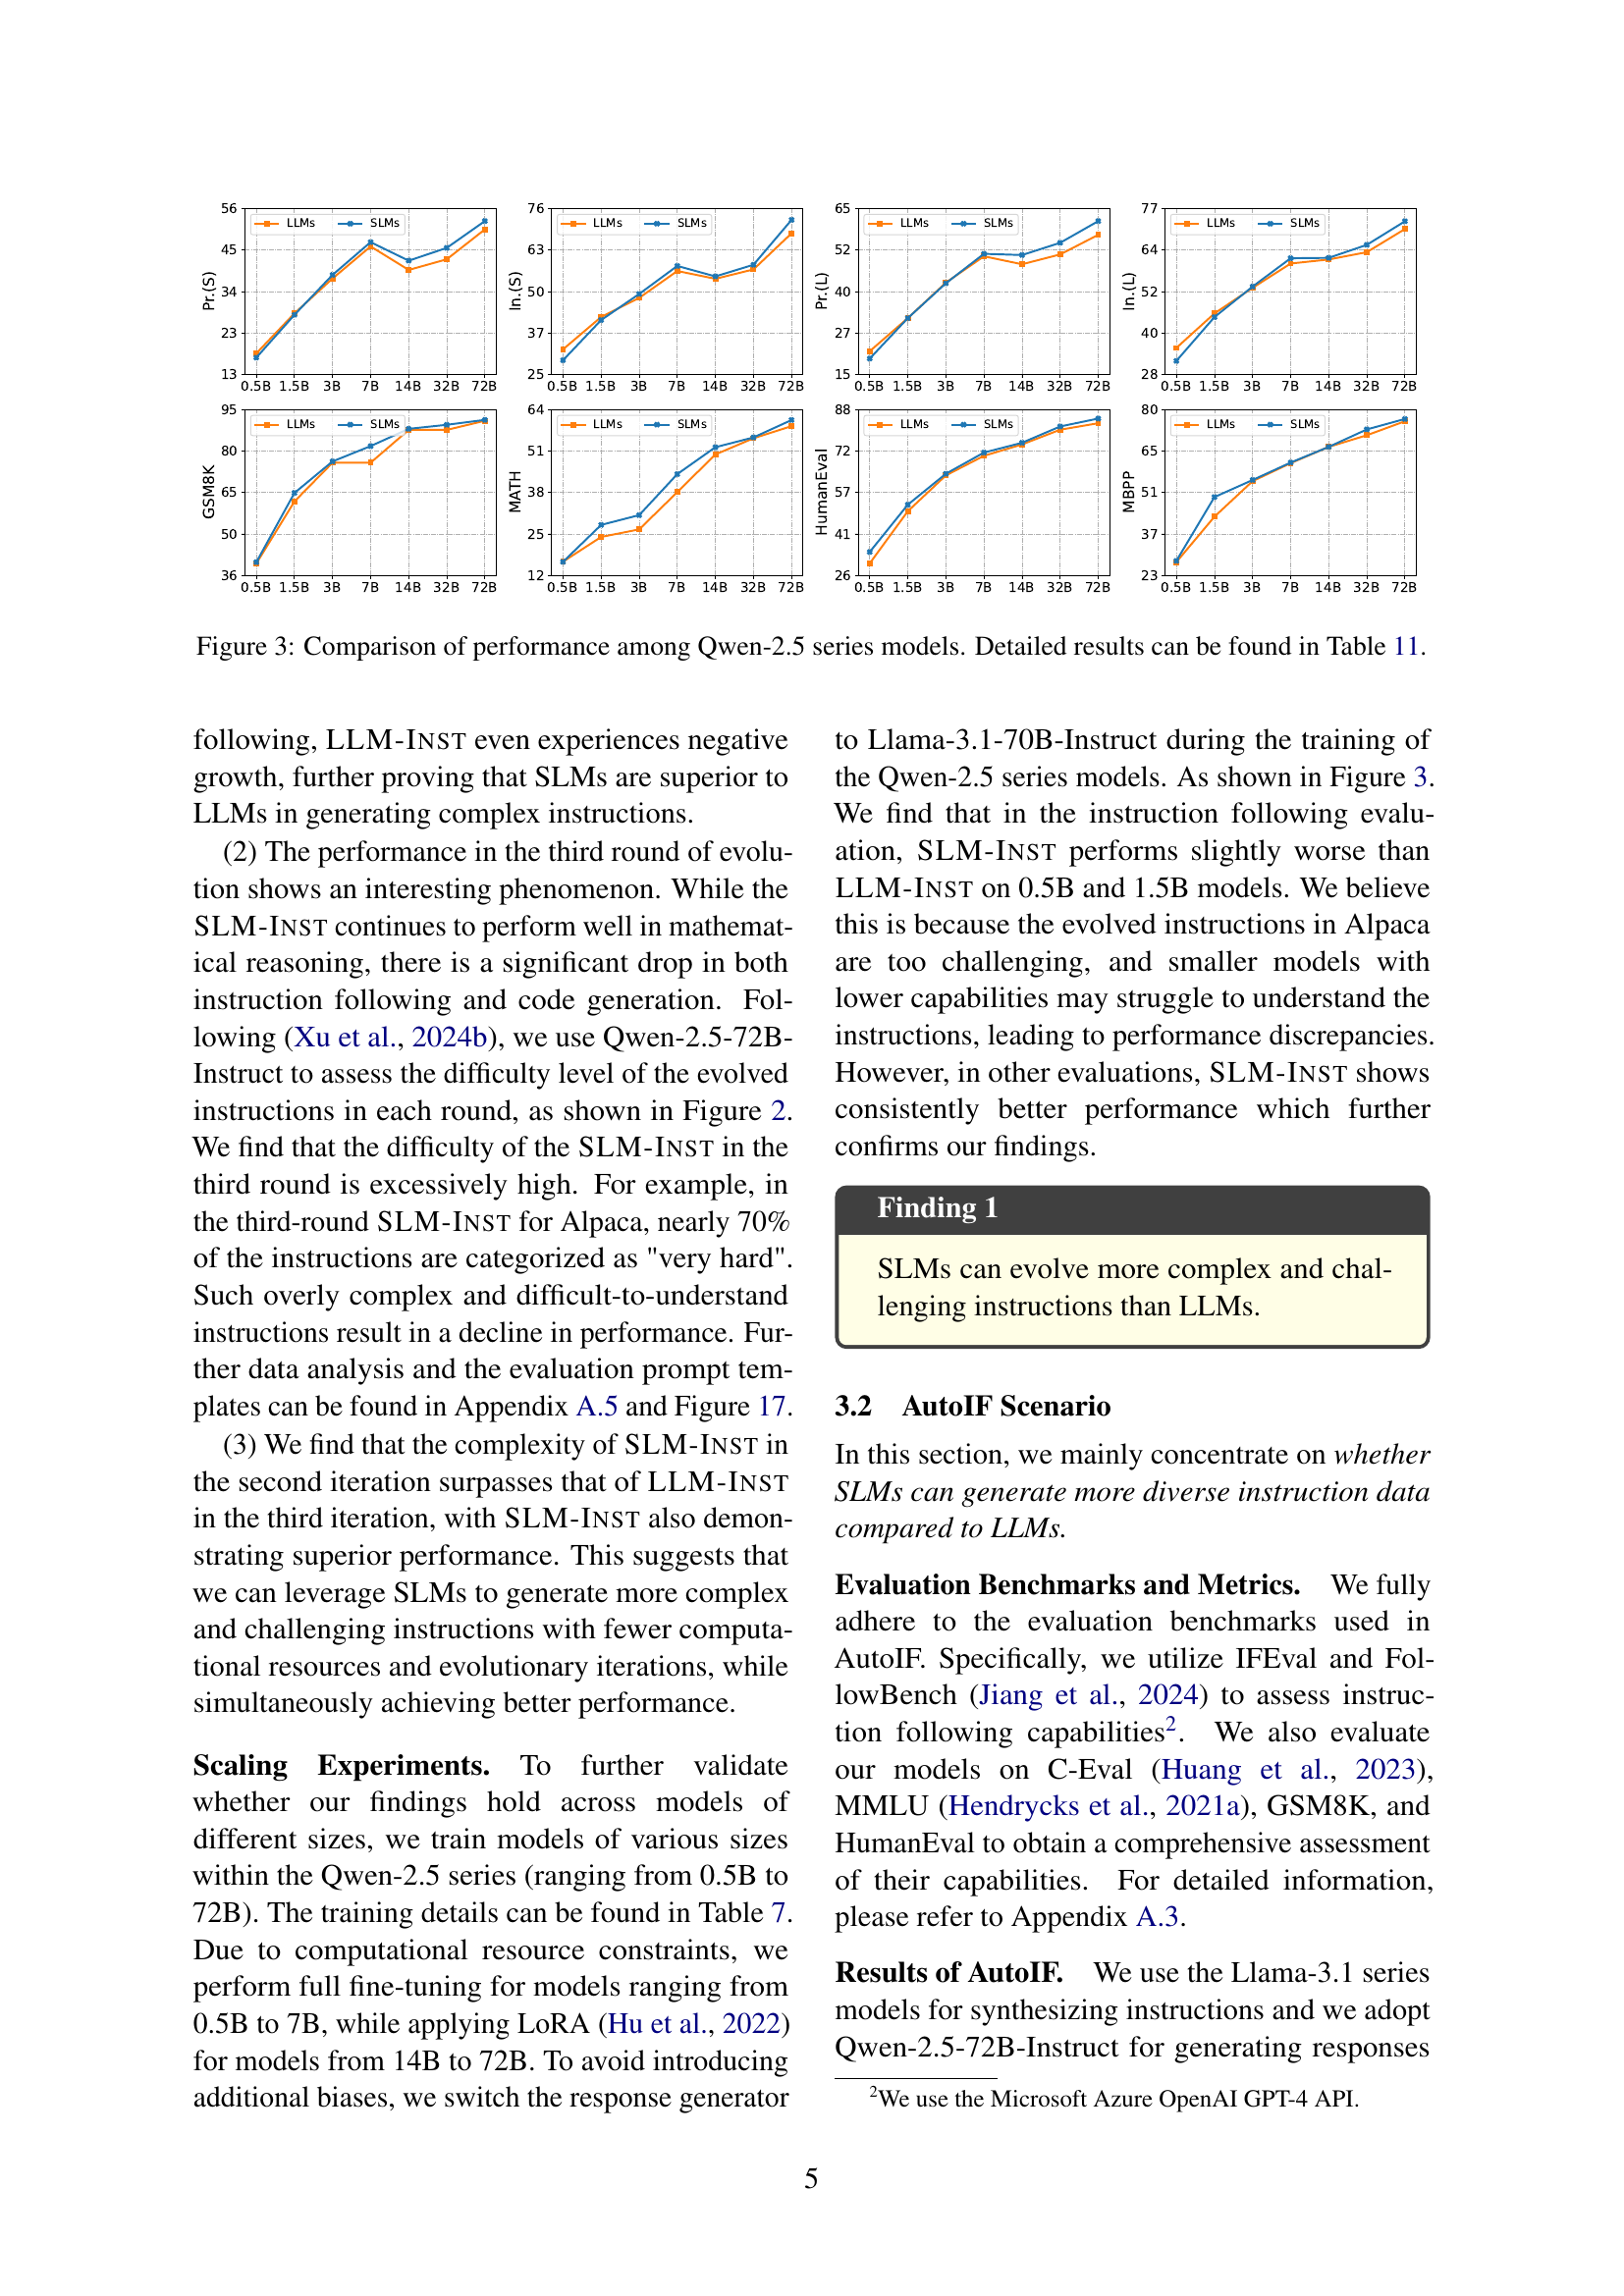 56
45
34
23
13
Pr.(S)
LLMs
SLMs
0.5B 1.5B 3B 7B 14B 32B 72B
76
63
50
37
25
In.(S)
LLMs
SLMs
0.5B 1.5B 3B 7B 14B 32B 72B
65
52
40
27
15
Pr.(L)
LLMs
SLMs
0.5B 1.5B 3B 7B 14B 32B 72B
77
64
52
40
28
In.(L)
LLMs
SLMs
0.5B 1.5B 3B 7B 14B 32B 72B
95
80
65
50
36
GSM8K
LLMs
SLMs
0.5B 1.5B 3B 7B 14B 32B 72B
64
51
38
25
12
MATH
LLMs
SLMs
0.5B 1.5B 3B 7B 14B 32B 72B
88
72
57
41
26
HumanEval
LLMs
SLMs
0.5B 1.5B 3B 7B 14B 32B 72B
80
65
51
37
23
MBPP
LLMs
SLMs
0.5B 1.5B 3B 7B 14B 32B 72B
Figure 3: Comparison of performance among Qwen-2.5 series models. Detailed results can be found in Table 11.
following, LLM-INST even experiences negative
growth, further proving that SLMs are superior to
LLMs in generating complex instructions.
(2) The performance in the third round of evolu-
tion shows an interesting phenomenon. While the
SLM-INST continues to perform well in mathemat-
ical reasoning, there is a significant drop in both
instruction following and code generation. Fol-
lowing (Xu et al., 2024b), we use Qwen-2.5-72B-
Instruct to assess the difficulty level of the evolved
instructions in each round, as shown in Figure 2.
We find that the difficulty of the SLM-INST in the
third round is excessively high. For example, in
the third-round SLM-INST for Alpaca, nearly 70%
of the instructions are categorized as "very hard".
Such overly complex and difficult-to-understand
instructions result in a decline in performance. Fur-
ther data analysis and the evaluation prompt tem-
plates can be found in Appendix A.5 and Figure 17.
(3) We find that the complexity of SLM-INST in
the second iteration surpasses that of LLM-INST
in the third iteration, with SLM-INST also demon-
strating superior performance. This suggests that
we can leverage SLMs to generate more complex
and challenging instructions with fewer computa-
tional resources and evolutionary iterations, while
simultaneously achieving better performance.
Scaling Experiments. To further validate
whether our findings hold across models of
different sizes, we train models of various sizes
within the Qwen-2.5 series (ranging from 0.5B to
72B). The training details can be found in Table 7.
Due to computational resource constraints, we
perform full fine-tuning for models ranging from
0.5B to 7B, while applying LoRA (Hu et al., 2022)
for models from 14B to 72B. To avoid introducing
additional biases, we switch the response generator
to Llama-3.1-70B-Instruct during the training of
the Qwen-2.5 series models. As shown in Figure 3.
We find that in the instruction following evalu-
ation, SLM-INST performs slightly worse than
LLM-INST on 0.5B and 1.5B models. We believe
this is because the evolved instructions in Alpaca
are too challenging, and smaller models with
lower capabilities may struggle to understand the
instructions, leading to performance discrepancies.
However, in other evaluations, SLM-INST shows
consistently better performance which further
confirms our findings.
Finding 1
SLMs can evolve more complex and chal-
lenging instructions than LLMs.
3.2 AutoIF Scenario
In this section, we mainly concentrate on whether
SLMs can generate more diverse instruction data
compared to LLMs.
Evaluation Benchmarks and Metrics. We fully
adhere to the evaluation benchmarks used in
AutoIF. Specifically, we utilize IFEval and Fol-
lowBench (Jiang et al., 2024) to assess instruc-
tion following capabilities2. We also evaluate
our models on C-Eval (Huang et al., 2023),
MMLU (Hendrycks et al., 2021a), GSM8K, and
HumanEval to obtain a comprehensive assessment
of their capabilities. For detailed information,
please refer to Appendix A.3.
Results of AutoIF. We use the Llama-3.1 series
models for synthesizing instructions and we adopt
Qwen-2.5-72B-Instruct for generating responses
2We use the Microsoft Azure OpenAI GPT-4 API.
5